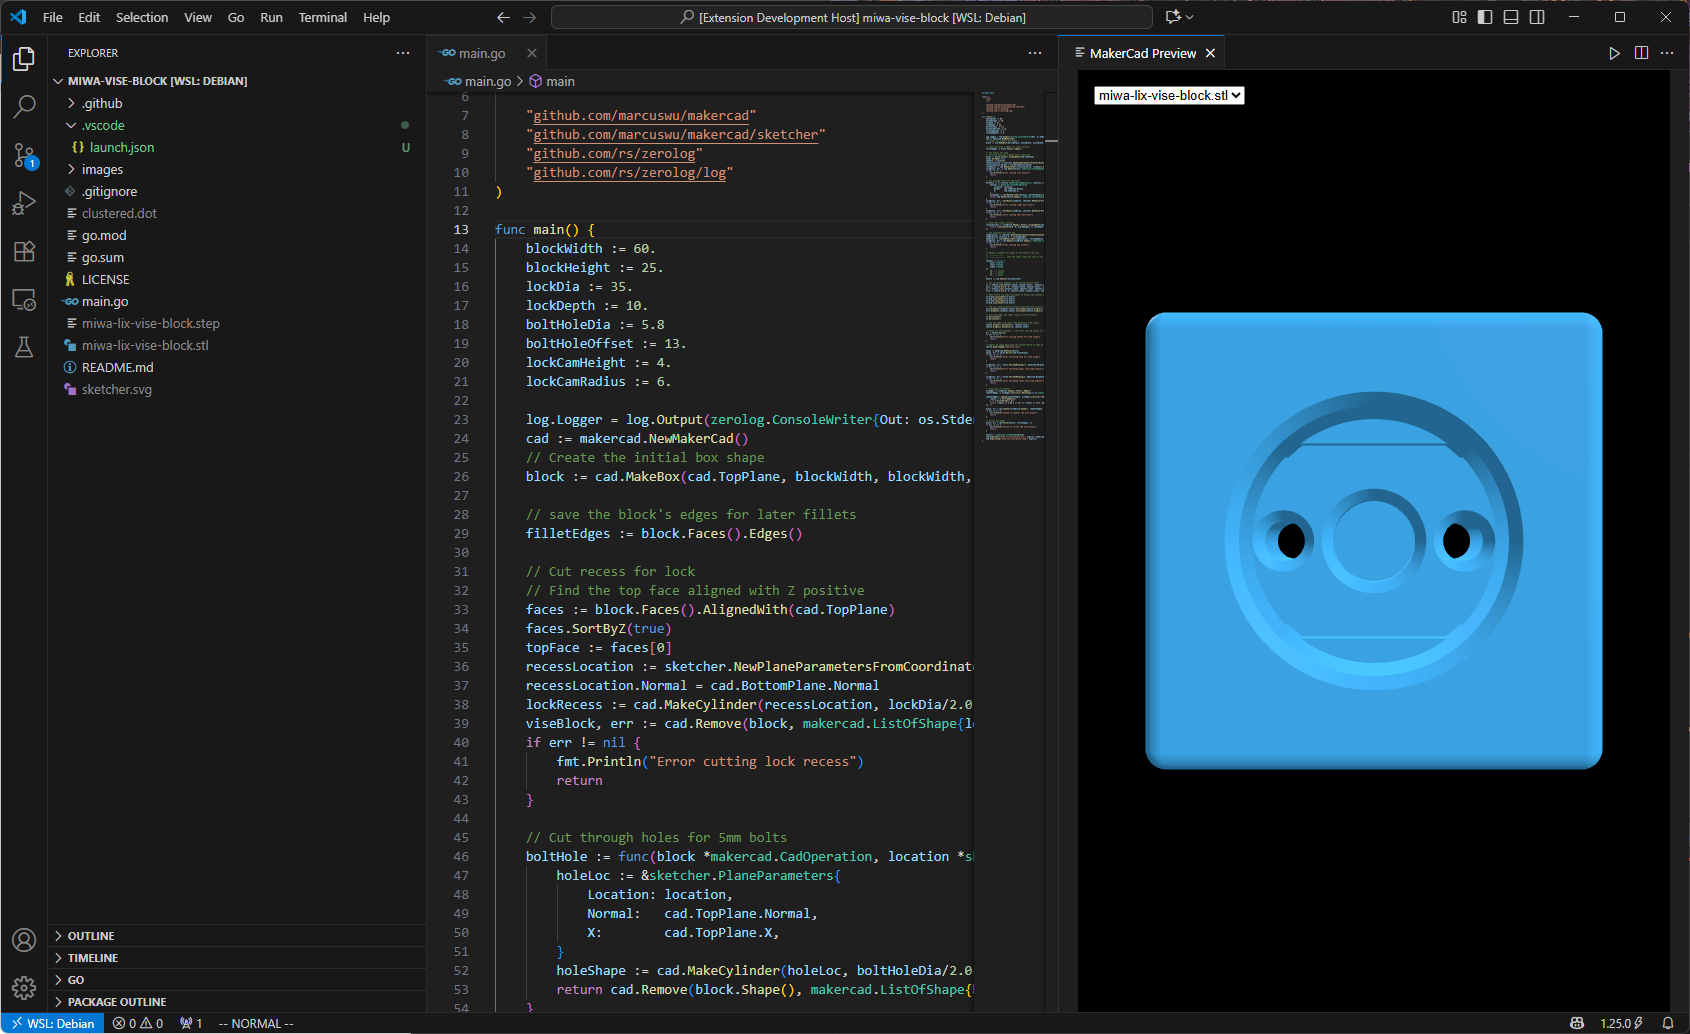 File Edit Selection View Go Run Terminal Help
[Extension Development Host] miwa-vise-block [WSL: Debian]
EXPLORER
MIWA-VISE-BLOCK [WSL: DEBIAN]
.github
.vscode
launch.json U
images
.gitignore
clustered.dot
go.mod
go.sum
LICENSE
main.go
miwa-lix-vise-block.step
miwa-lix-vise-block.stl
README.md
sketcher.svg
OUTLINE
TIMELINE
GO
PACKAGE OUTLINE
1
main.go
main.go > main
6
7 "github.com/marcuswu/makercad"
8 "github.com/marcuswu/makercad/sketcher"
9 "github.com/rs/zerolog"
10 "github.com/rs/zerolog/log"
11 )
12
13 func main() {
14 blockWidth := 60.
15 blockHeight := 25.
16 lockDia := 35.
17 lockDepth := 10.
18 boltHoleDia := 5.8
19 boltHoleOffset := 13.
20 lockCamHeight := 4.
21 lockCamRadius := 6.
22
23 log.Logger = log.Output(zerolog.ConsoleWriter{Out: os.Stde
24 cad := makercad.NewMakerCad()
25 // Create the initial box shape
26 block := cad.MakeBox(cad.TopPlane, blockWidth, blockWidth,
27
28 // save the block's edges for later fillets
29 filletEdges := block.Faces().Edges()
30
31 // Cut recess for lock
32 // Find the top face aligned with Z positive
33 faces := block.Faces().AlignedWith(cad.TopPlane)
34 faces.SortByZ(true)
35 topFace := faces[0]
36 recessLocation := sketcher.NewPlaneParametersFromCoordinat
37 recessLocation.Normal = cad.BottomPlane.Normal
38 lockRecess := cad.MakeCylinder(recessLocation, lockDia/2.0
39 viseBlock, err := cad.Remove(block, makercad.ListOfShape{l
40 if err != nil {
41 fmt.Println("Error cutting lock recess")
42 return
43 }
44
45 // Cut through holes for 5mm bolts
46 boltHole := func(block *makercad.CadOperation, location *s
47 holeLoc := &sketcher.PlaneParameters{
48 Location: location,
49 Normal: cad.TopPlane.Normal,
50 X: cad.TopPlane.X,
51 }
52 holeShape := cad.MakeCylinder(holeLoc, boltHoleDia/2.0
53 return cad.Remove(block.Shape(), makercad.ListOfShape{
54 }
MakerCad Preview
miwa-lix-vise-block.stl
WSL: Debian 0 0 1 -- NORMAL -- 1.25.0